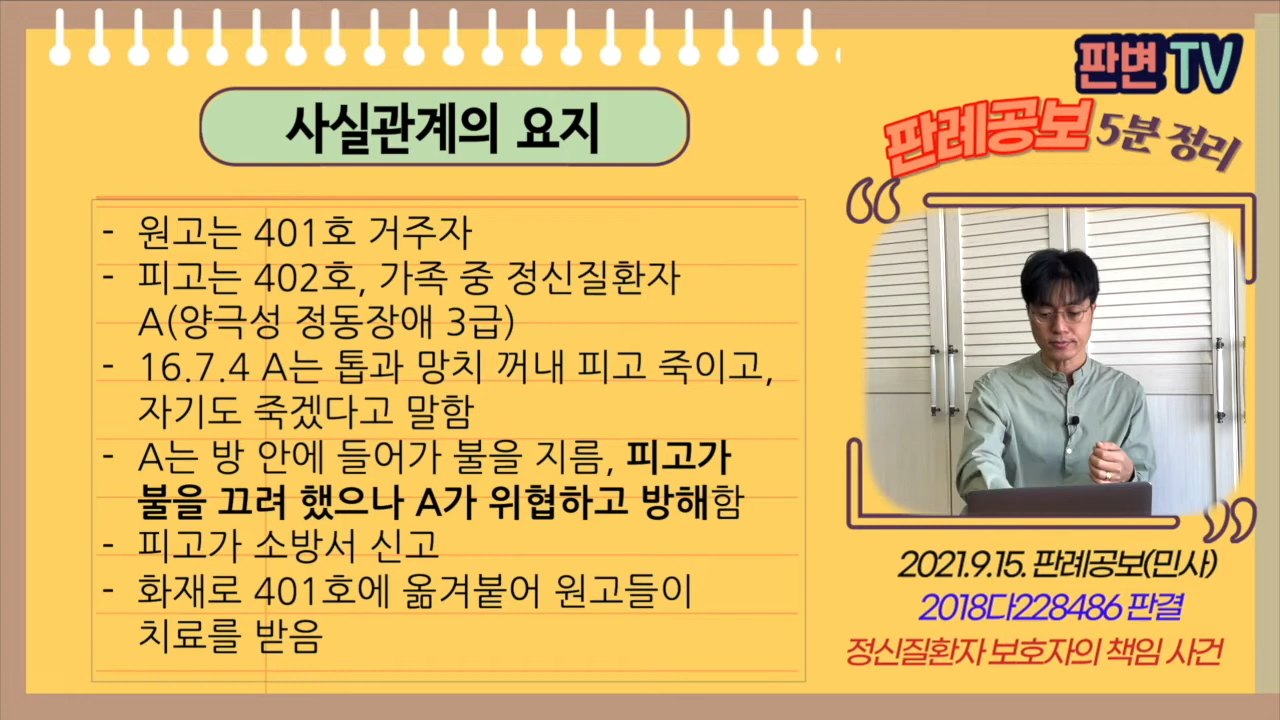 판변 TV
판례공보 5분 정리
사실관계의 요지
- 원고는 401호 거주자
- 피고는 402호, 가족 중 정신질환자
A(양극성 정동장애 3급)
- 16.7.4 A는 톱과 망치 꺼내 피고 죽이고,
자기도 죽겠다고 말함
- A는 방 안에 들어가 불을 지름, 피고가
불을 끄려 했으나 A가 위협하고 방해함
- 피고가 소방서 신고
- 화재로 401호에 옮겨붙어 원고들이
치료를 받음
2021.9.15. 판례공보(민사)
2018다228486 판결
정신질환자 보호자의 책임 사건